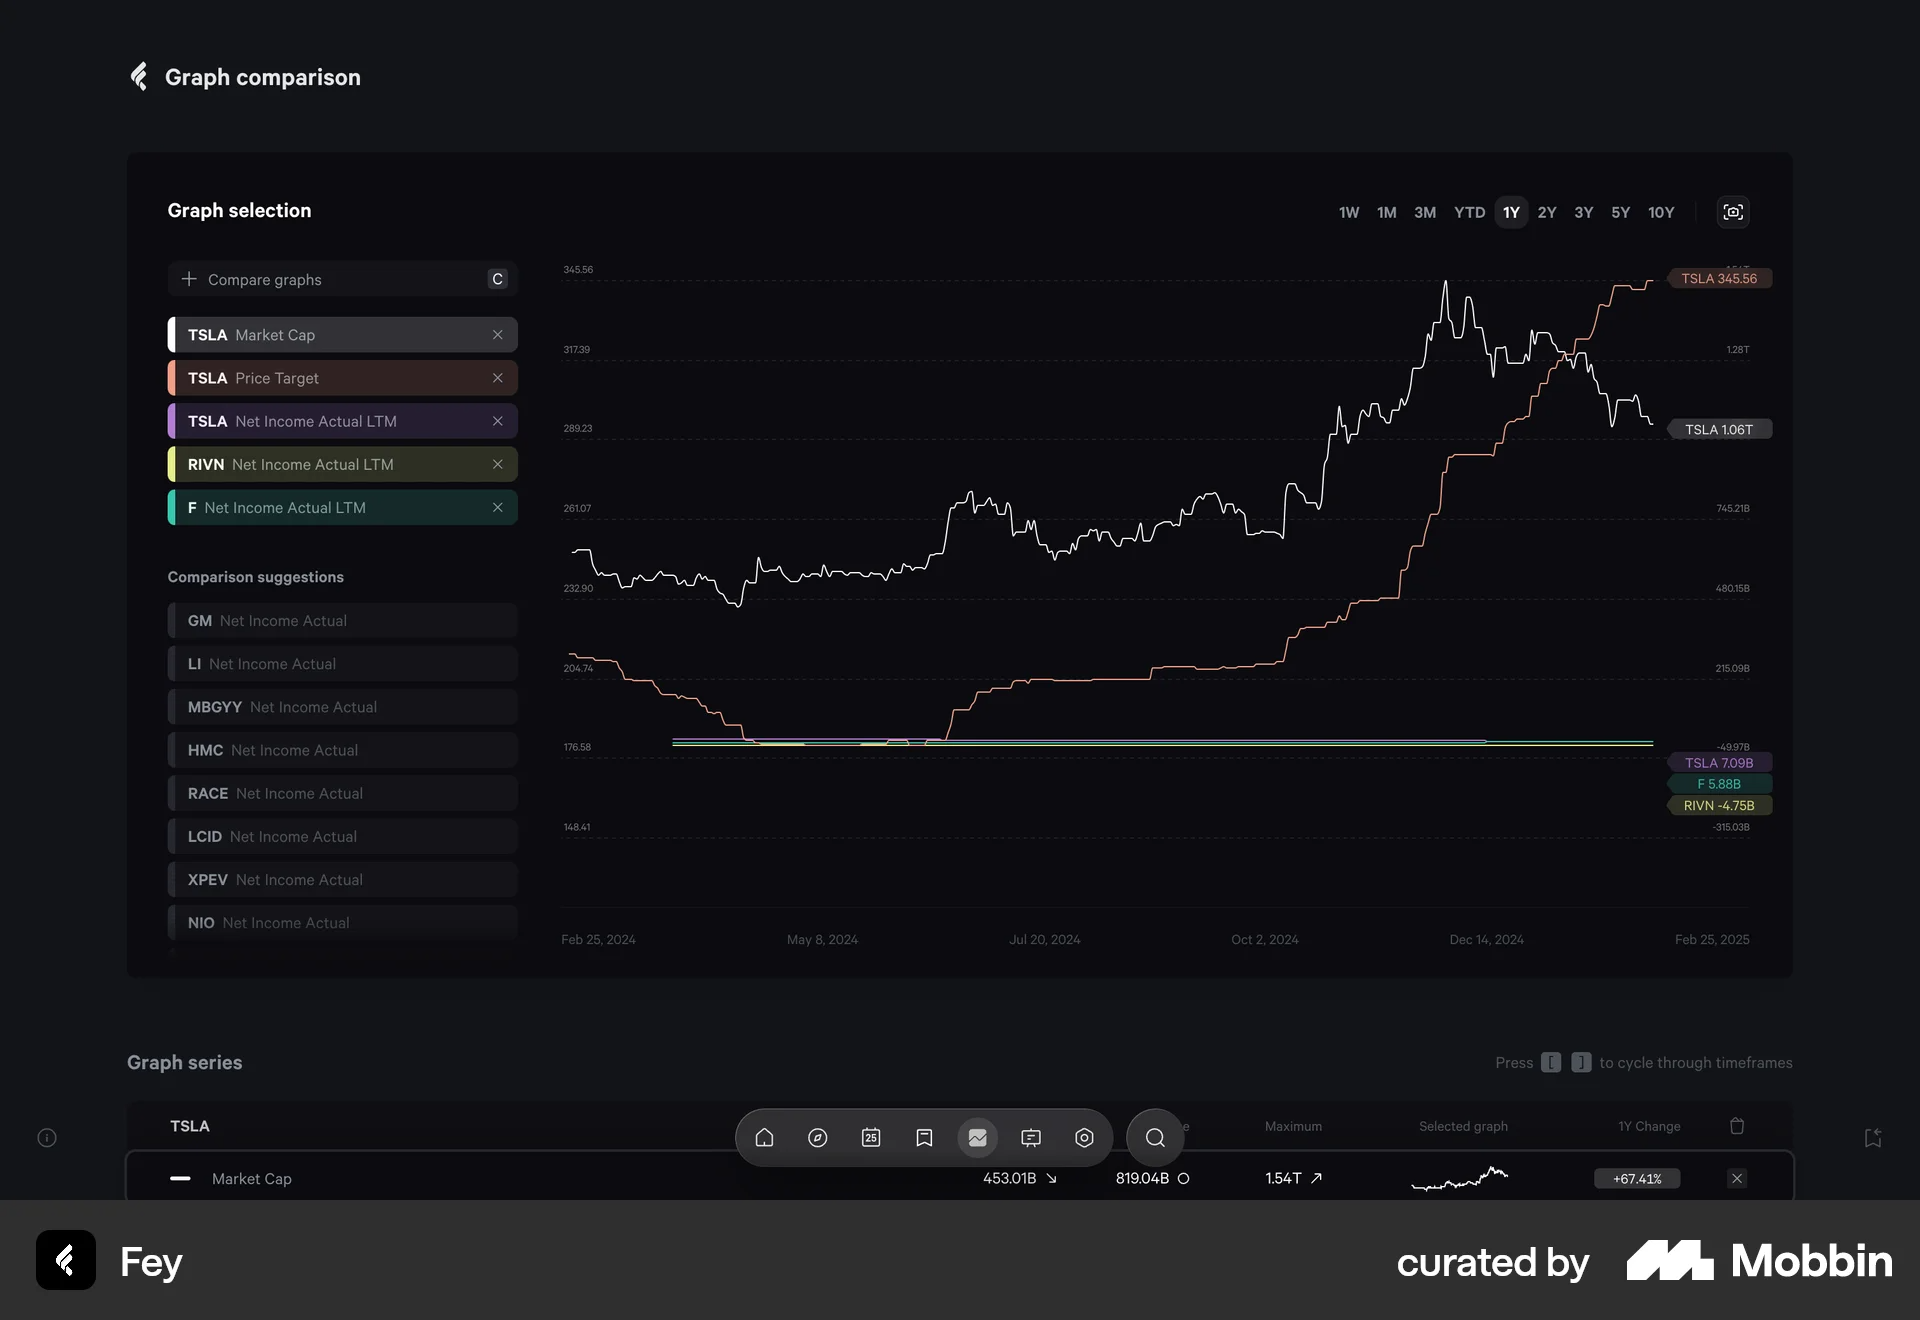 Graph comparison
Graph selection
1W 1M 3M YTD 1Y 2Y 3Y 5Y 10Y
Compare graphs C
TSLA Market Cap
TSLA Price Target
TSLA Net Income Actual LTM
RIVN Net Income Actual LTM
F Net Income Actual LTM
Comparison suggestions
GM Net Income Actual
LI Net Income Actual
MBGYY Net Income Actual
HMC Net Income Actual
RACE Net Income Actual
LCID Net Income Actual
XPEV Net Income Actual
NIO Net Income Actual
345.56
317.39
289.23
261.07
232.90
204.74
176.58
148.41
TSLA 345.56
1.28T
TSLA 1.06T
745.21B
480.15B
215.09B
-49.97B
TSLA 7.09B
F 5.88B
RIVN -4.75B
-315.03B
Feb 25, 2024 May 8, 2024 Jul 20, 2024 Oct 2, 2024 Dec 14, 2024 Feb 25, 2025
Graph series
Press [ ] to cycle through timeframes
TSLA Maximum Selected graph 1Y Change
25
Market Cap 453.01B 819.04B 1.54T +67.41%
Fey
curated by Mobbin